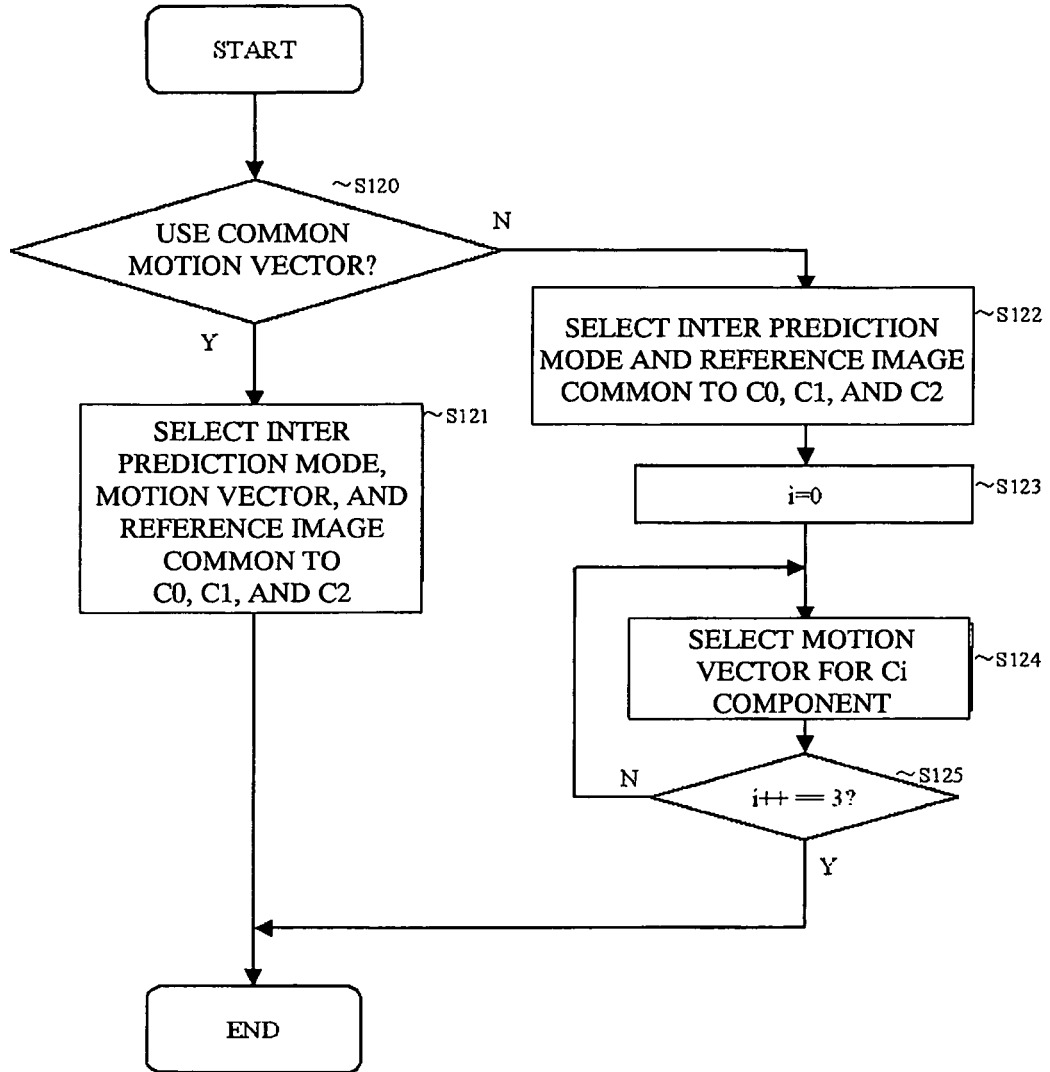 START
~S120
USE COMMON
MOTION VECTOR?
N
Y
~S122
SELECT INTER PREDICTION
MODE AND REFERENCE IMAGE
COMMON TO C0, C1, AND C2
~S121
SELECT INTER
PREDICTION MODE,
MOTION VECTOR, AND
REFERENCE IMAGE
COMMON TO
C0, C1, AND C2
~S123
i=0
~S124
SELECT MOTION
VECTOR FOR Ci
COMPONENT
~S125
N
i++ == 3?
Y
END